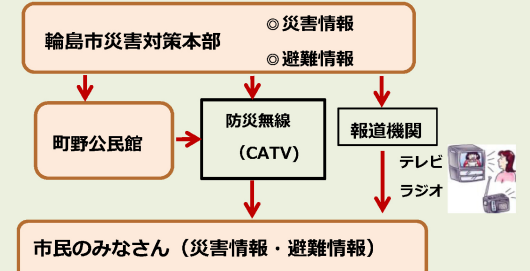 輪島市災害対策本部
◎災害情報
◎避難情報
町野公民館
防災無線
（CATV）
報道機関
テレビ
ラジオ
市民のみなさん（災害情報・避難情報）